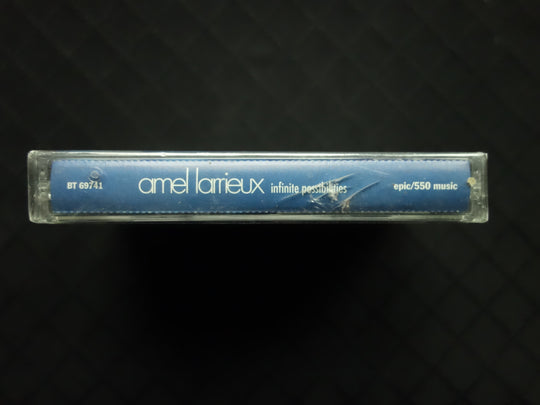 BT 69741 amel larrieux infinite possibilities epic/550 music